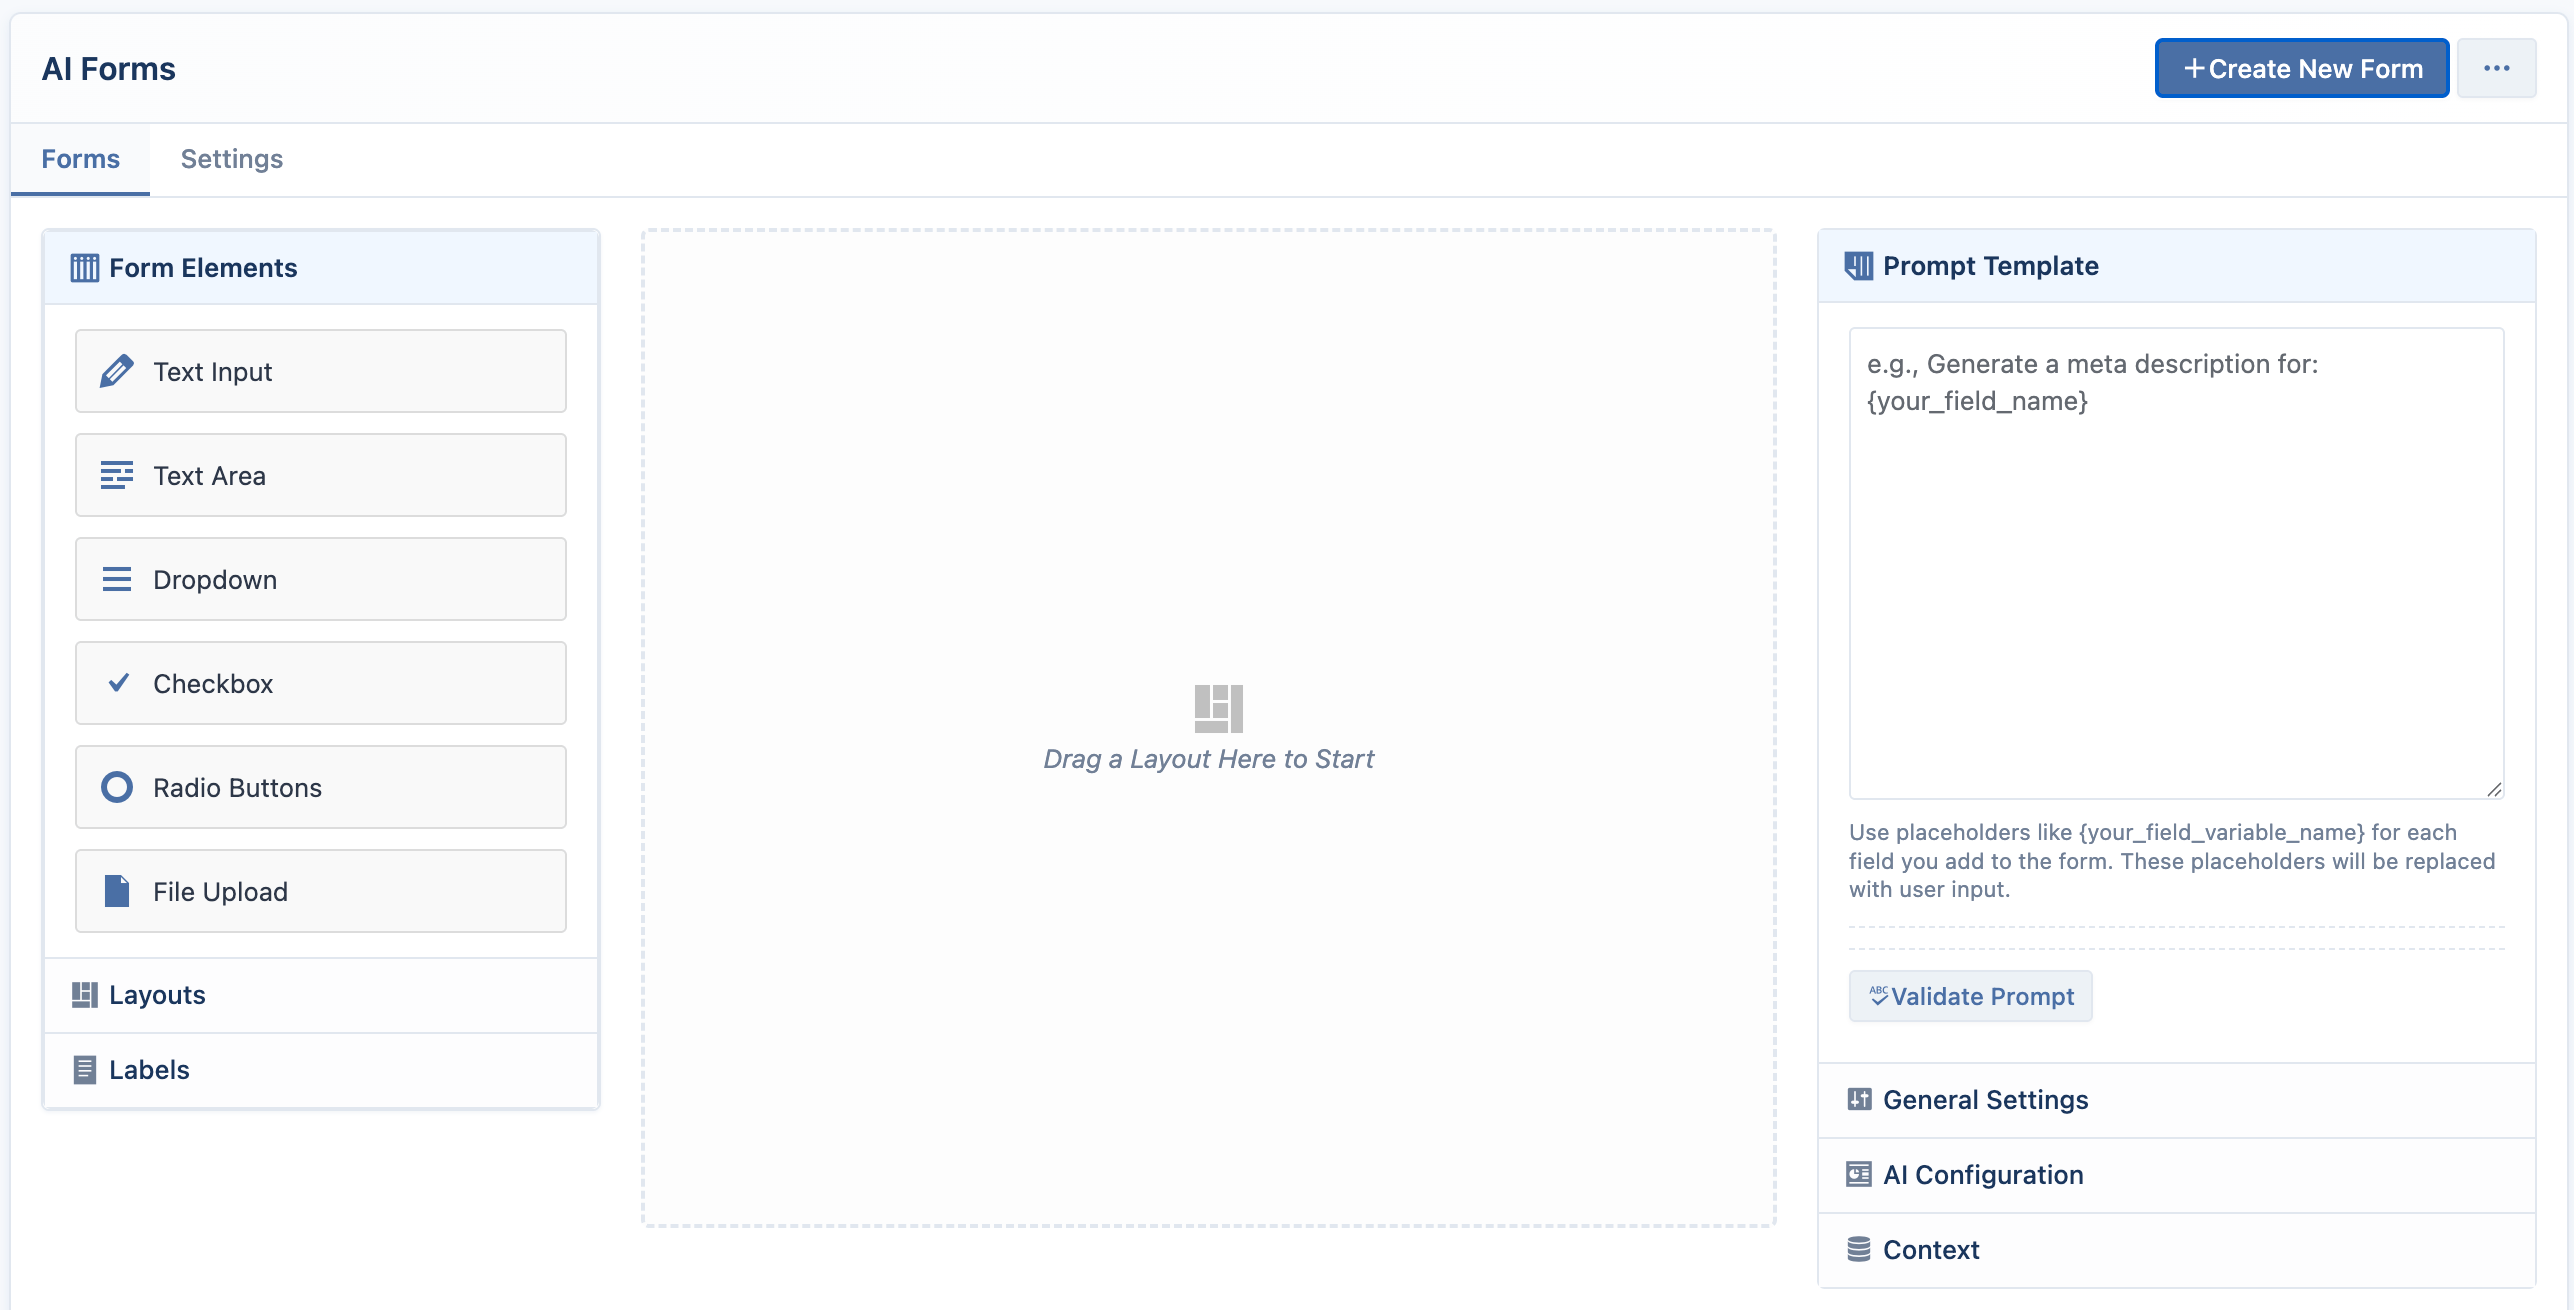 AI Forms
+Create New Form
...
Forms
Settings
Form Elements
Text Input
Text Area
Dropdown
Checkbox
Radio Buttons
File Upload
Layouts
Labels
Drag a Layout Here to Start
Prompt Template
e.g., Generate a meta description for:
{your_field_name}
Use placeholders like {your_field_variable_name} for each
field you add to the form. These placeholders will be replaced
with user input.
ABC Validate Prompt
General Settings
AI Configuration
Context